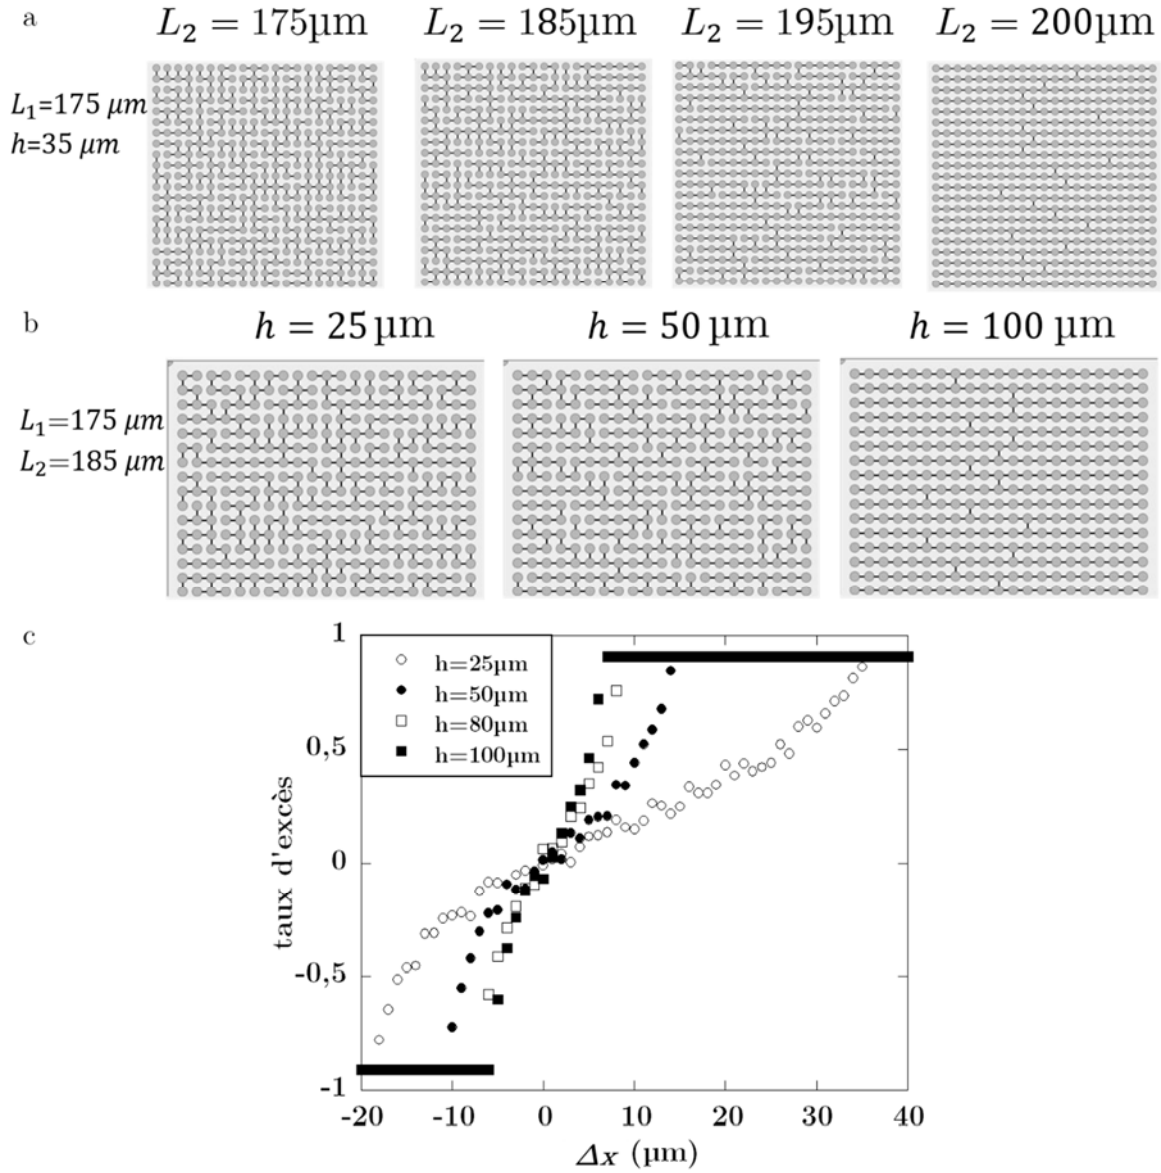 a
L₂ = 175µm L₂ = 185µm L₂ = 195µm L₂ = 200µm
L₁=175 µm
h=35 µm
b
h = 25 µm h = 50 µm h = 100 µm
L₁=175 µm
L₂=185 µm
c
h=25µm
h=50µm
h=80µm
h=100µm
1
0,5
0
-0,5
-1
taux d'excès
-20 -10 0 10 20 30 40
Δx (µm)